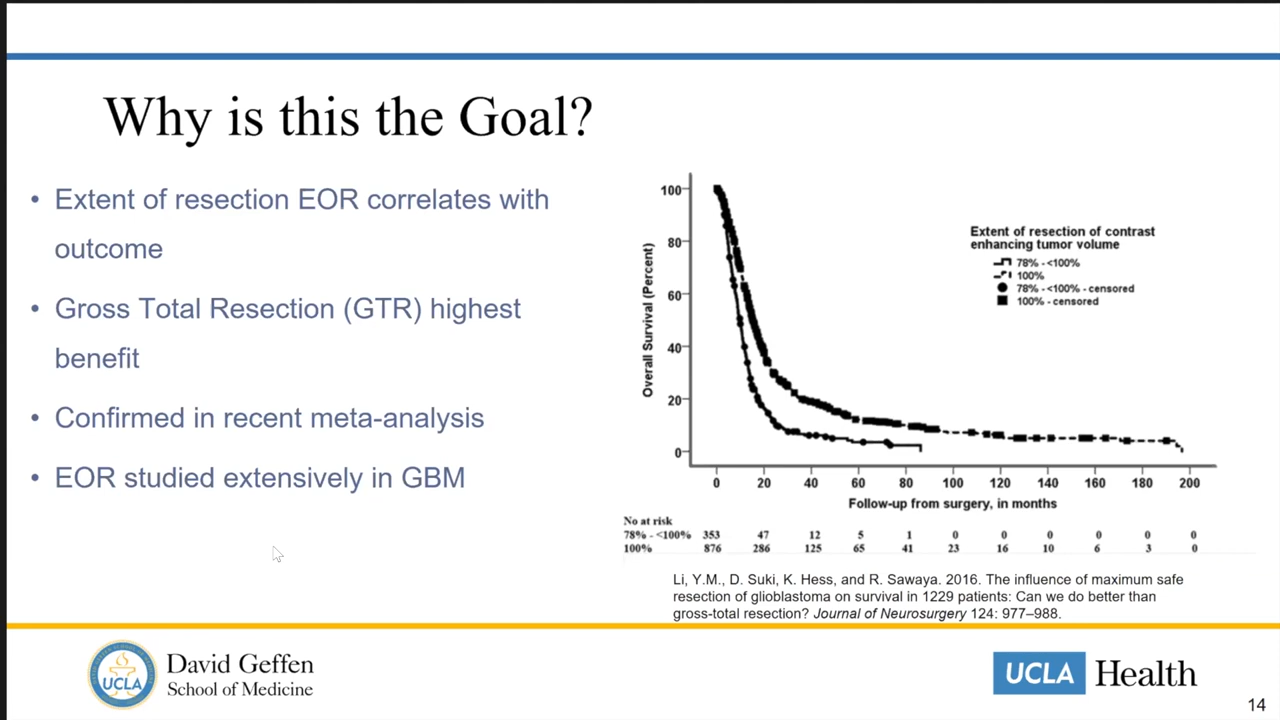 Why is this the Goal?
• Extent of resection EOR correlates with
outcome
• Gross Total Resection (GTR) highest
benefit
• Confirmed in recent meta-analysis
• EOR studied extensively in GBM
Overall Survival (Percent)
100
80
60
40
20
0
Extent of resection of contrast
enhancing tumor volume
78% - <100%
100%
78% - <100% - censored
100% - censored
0 20 40 60 80 100 120 140 160 180 200
Follow-up from surgery, in months
No at risk
78% - <100% 353 47 12 5 1 0 0 0 0 0 0
100% 876 286 125 65 41 23 16 10 6 3 0
Li, Y.M., D. Suki, K. Hess, and R. Sawaya. 2016. The influence of maximum safe
resection of glioblastoma on survival in 1229 patients: Can we do better than
gross-total resection? Journal of Neurosurgery 124: 977–988.
UCLA
David Geffen
School of Medicine
UCLA Health
14